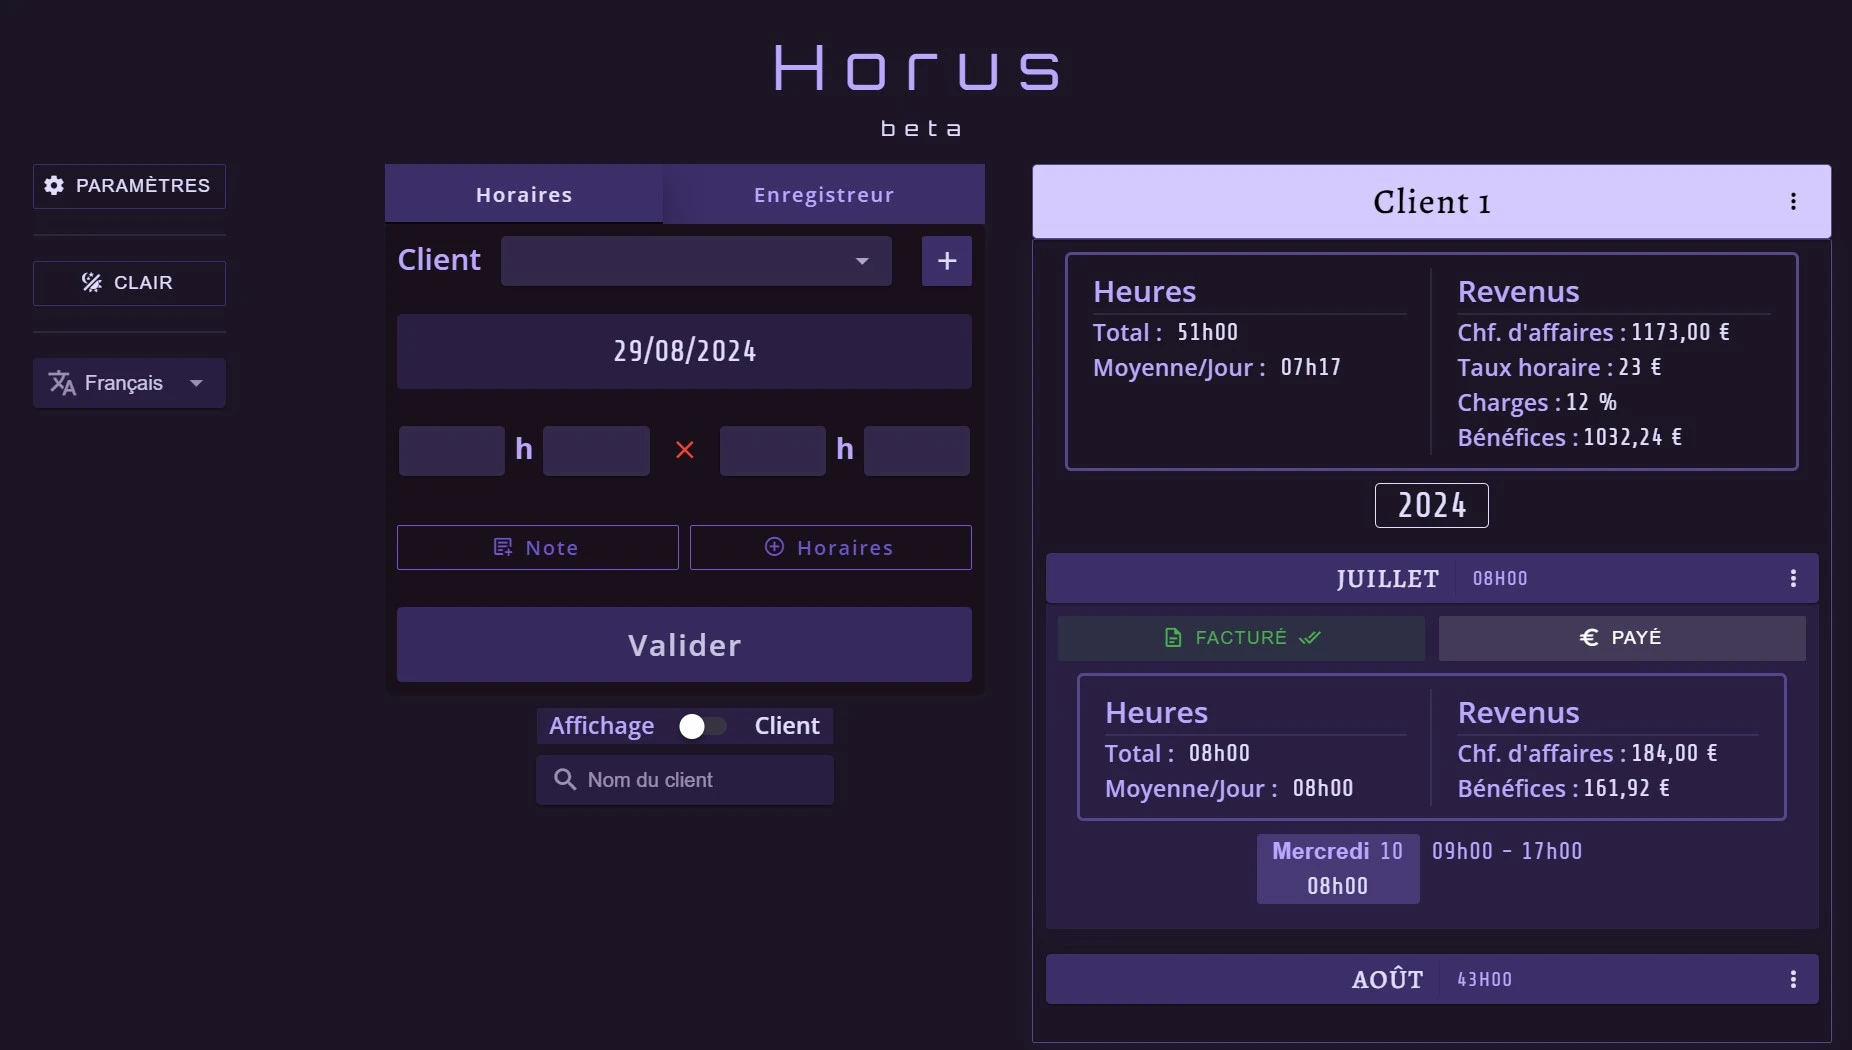 Horus
beta
PARAMÈTRES
CLAIR
Français
Horaires
Enregistreur
Client
+
29/08/2024
h
h
Note
Horaires
Valider
Affichage
Client
Nom du client
Client 1
Heures
Total : 51h00
Moyenne/Jour : 07h17
Revenus
Chf. d'affaires : 1173,00 €
Taux horaire : 23 €
Charges : 12 %
Bénéfices : 1032,24 €
2024
JUILLET 08H00
FACTURÉ
€ PAYÉ
Heures
Total : 08h00
Moyenne/Jour : 08h00
Revenus
Chf. d'affaires : 184,00 €
Bénéfices : 161,92 €
Mercredi 10
08h00
09h00 - 17h00
AOÛT 43H00